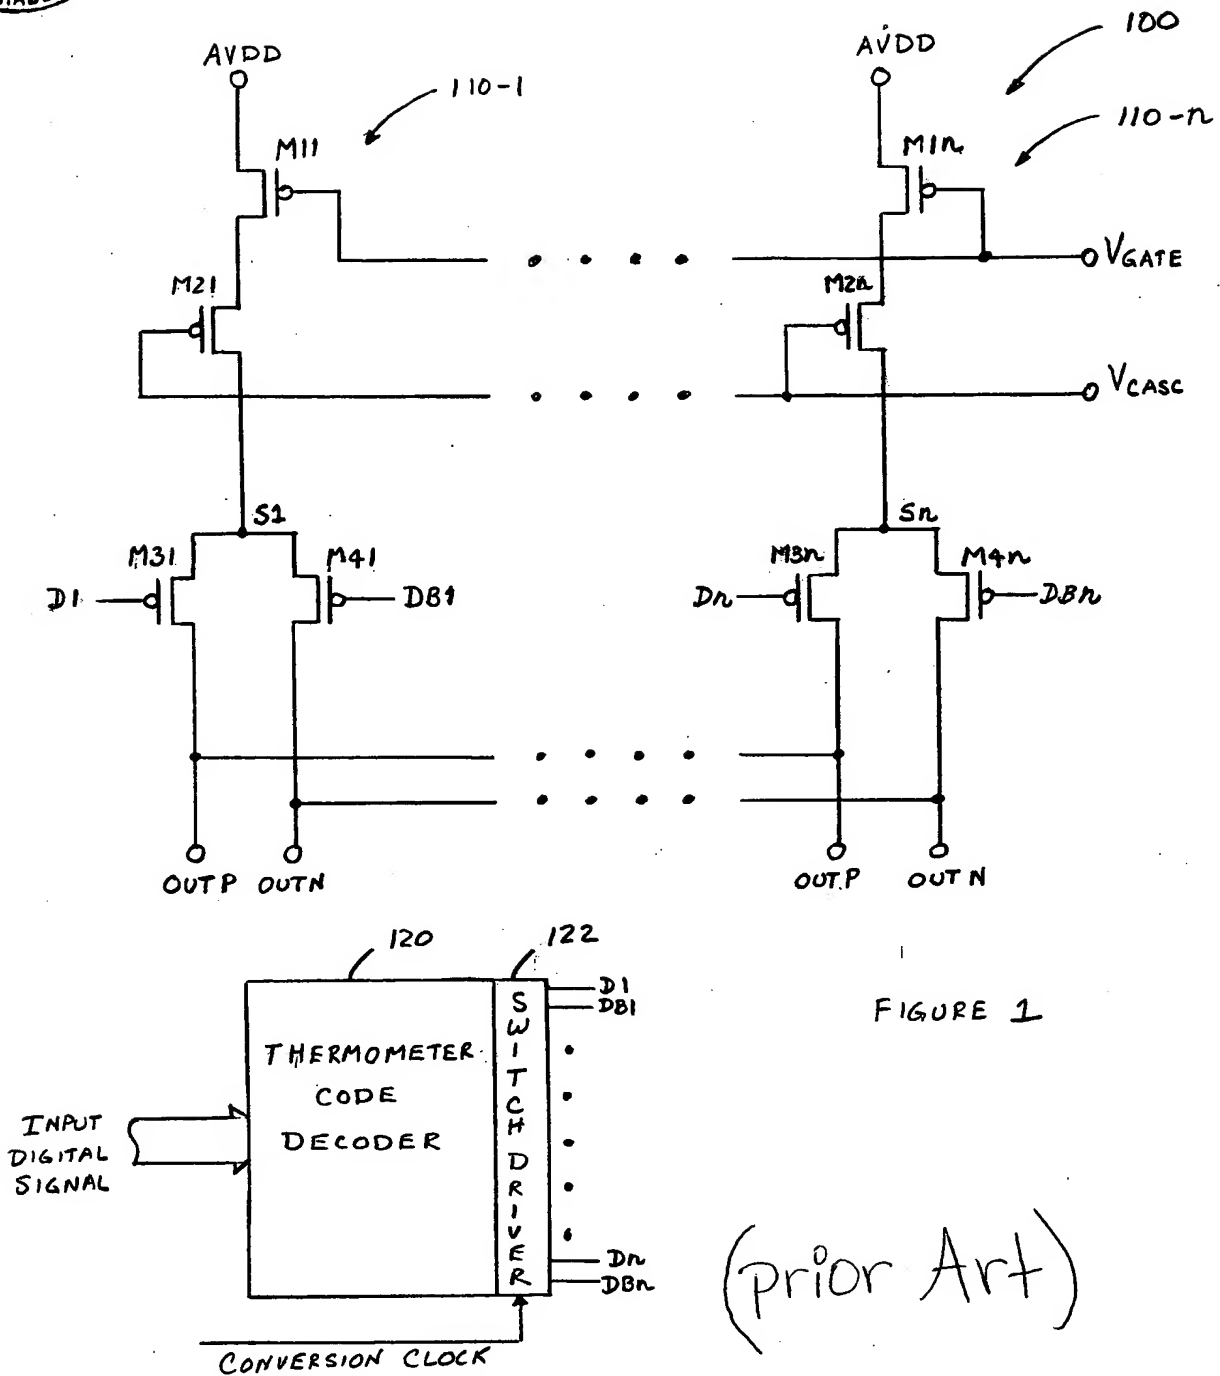 100
AVDD
AVDD
110-1
110-n
M11
M1n
VGATE
M21
M2n
VCASC
S1
Sn
M31
M41
M3n
M4n
D1
DB1
Dn
DBn
OUTP OUTN
OUTP OUTN
120
122
D1
DB1
SWITCH DRIVER
FIGURE 1
THERMOMETER
CODE
DECODER
INPUT
DIGITAL
SIGNAL
Dn
DBn
(prior Art)
CONVERSION CLOCK